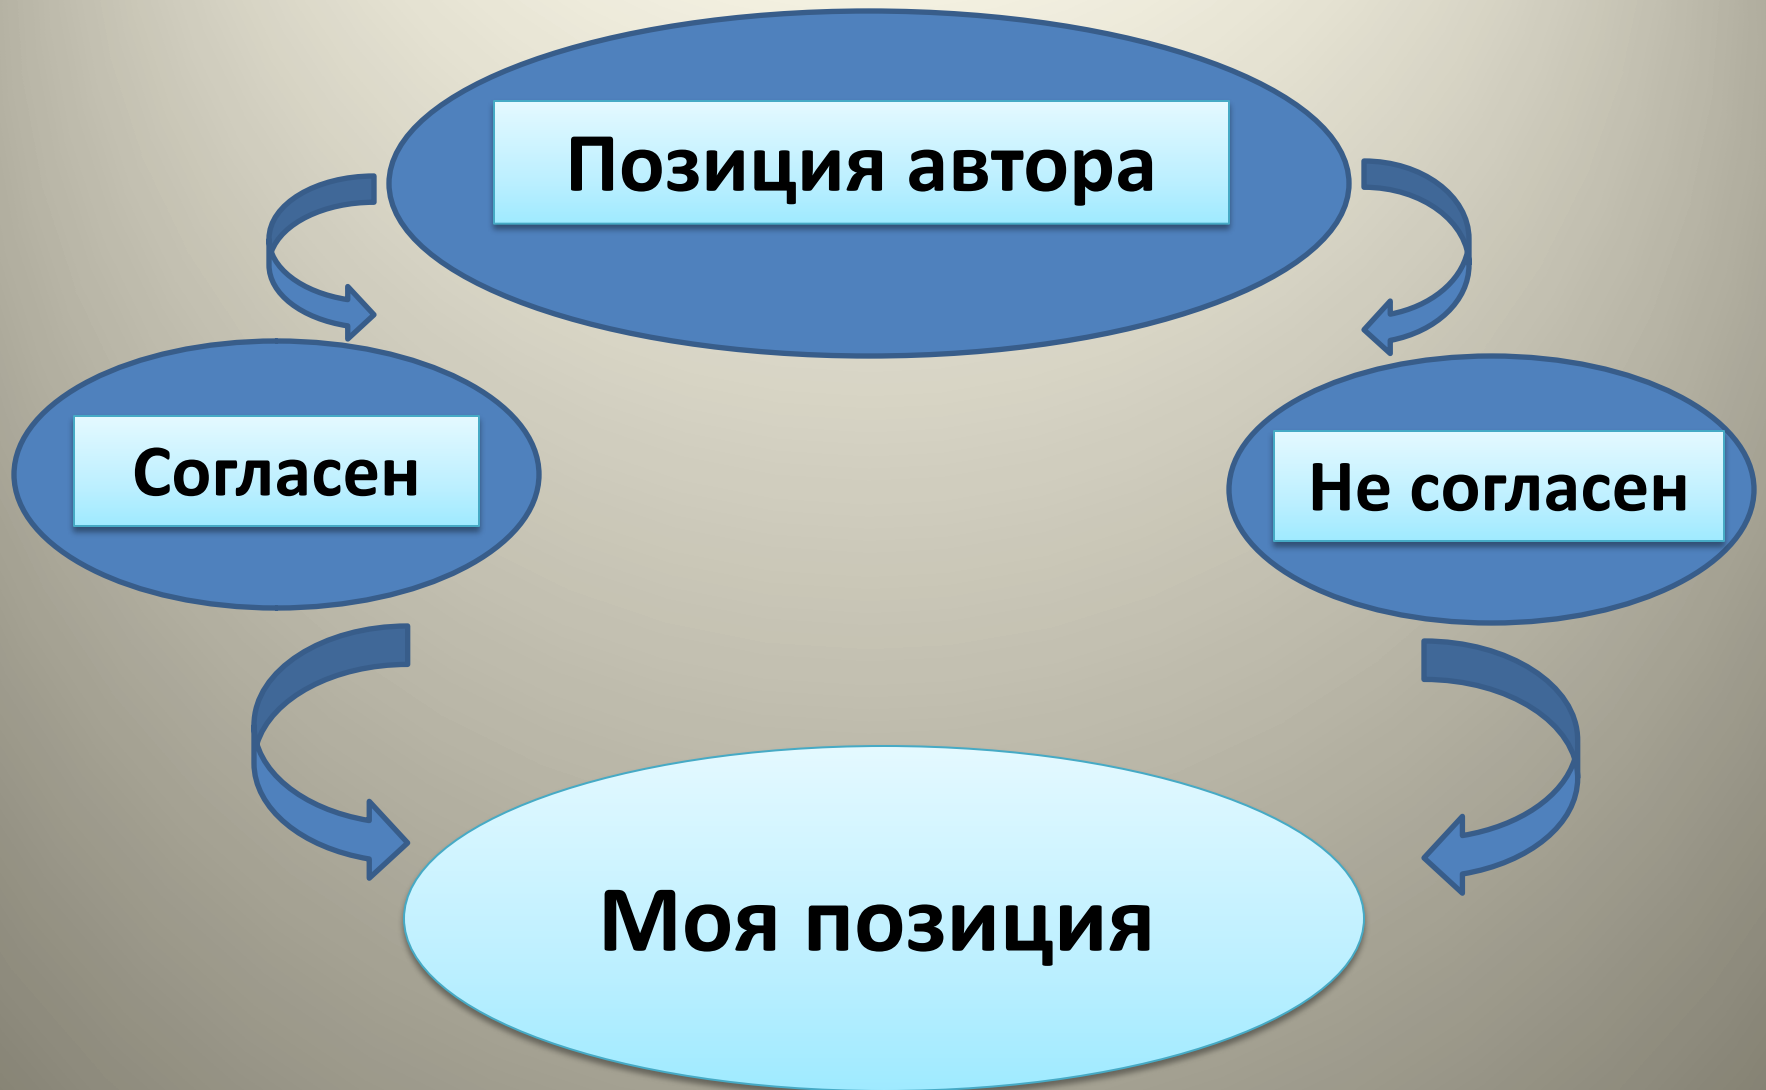 Позиция автора
Согласен
Не согласен
Моя позиция